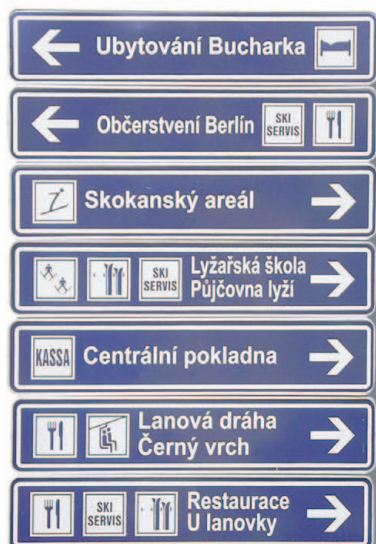 Ubytování Bucharka
Občerstvení Berlín
SKI
SERVIS
Skokanský areál
SKI
SERVIS
Lyžařská škola
Půjčovna lyží
KASSA
Centrální pokladna
Lanová dráha
Černý vrch
SKI
SERVIS
Restaurace
U lanovky